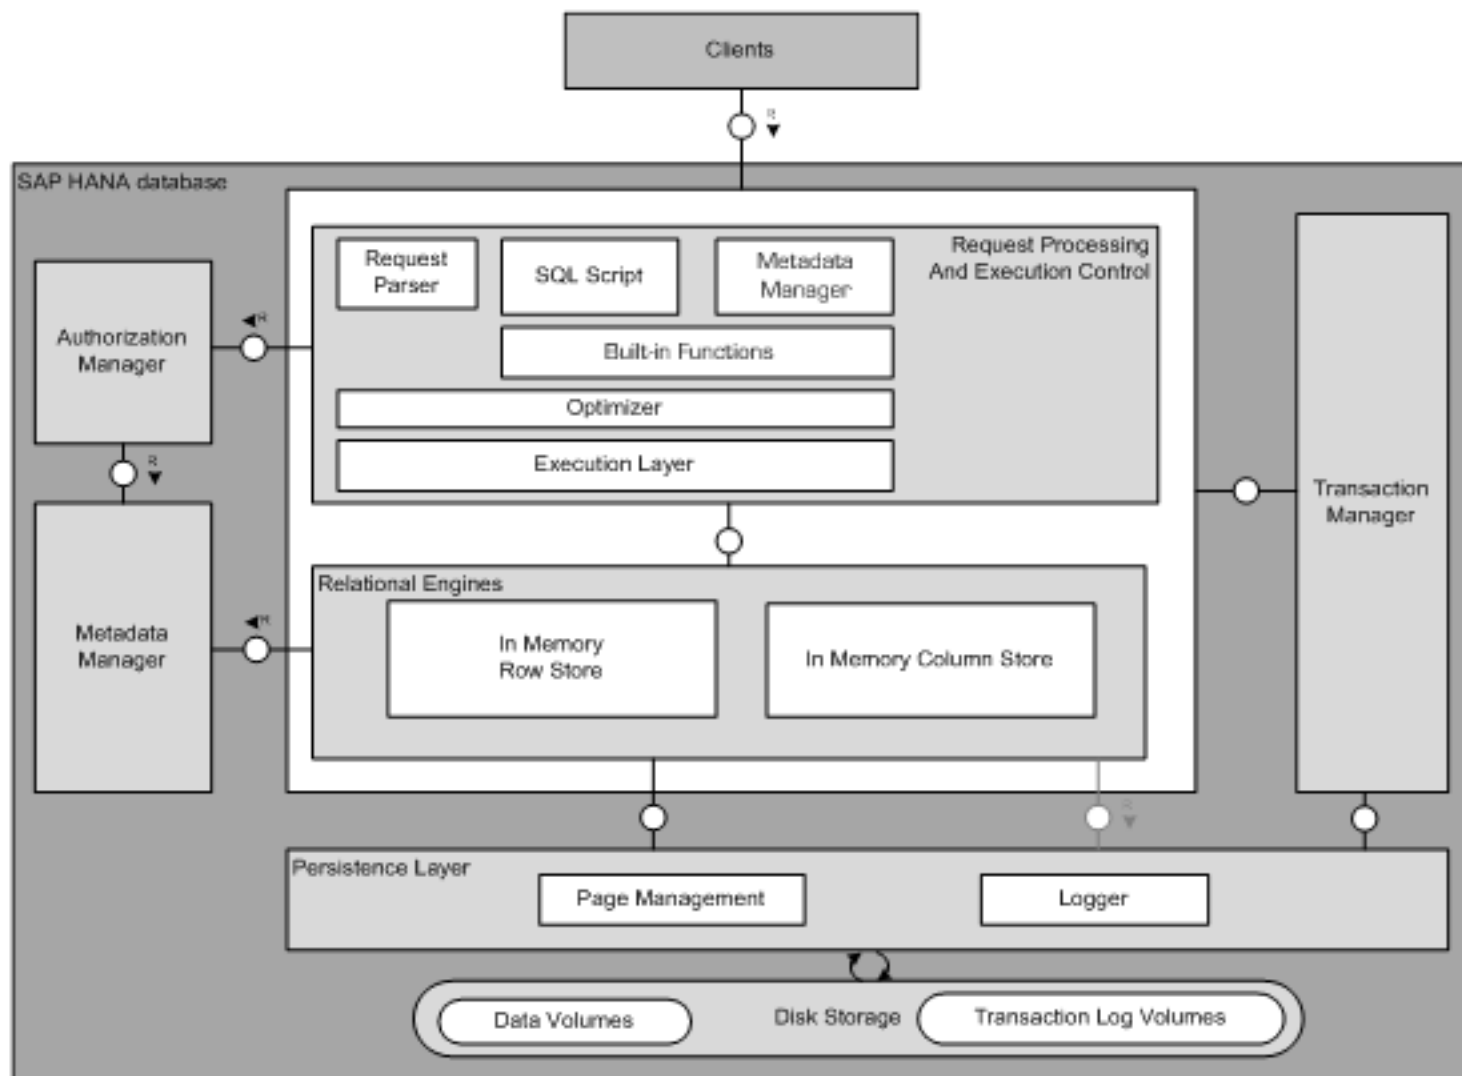 Clients
R
SAP HANA database
Request
Parser
SQL Script
Metadata
Manager
Request Processing
And Execution Control
Built-in Functions
Optimizer
Execution Layer
R
Authorization
Manager
R
Transaction
Manager
Relational Engines
In Memory
Row Store
In Memory Column Store
R
Metadata
Manager
R
Persistence Layer
Page Management
Logger
Data Volumes
Disk Storage
Transaction Log Volumes